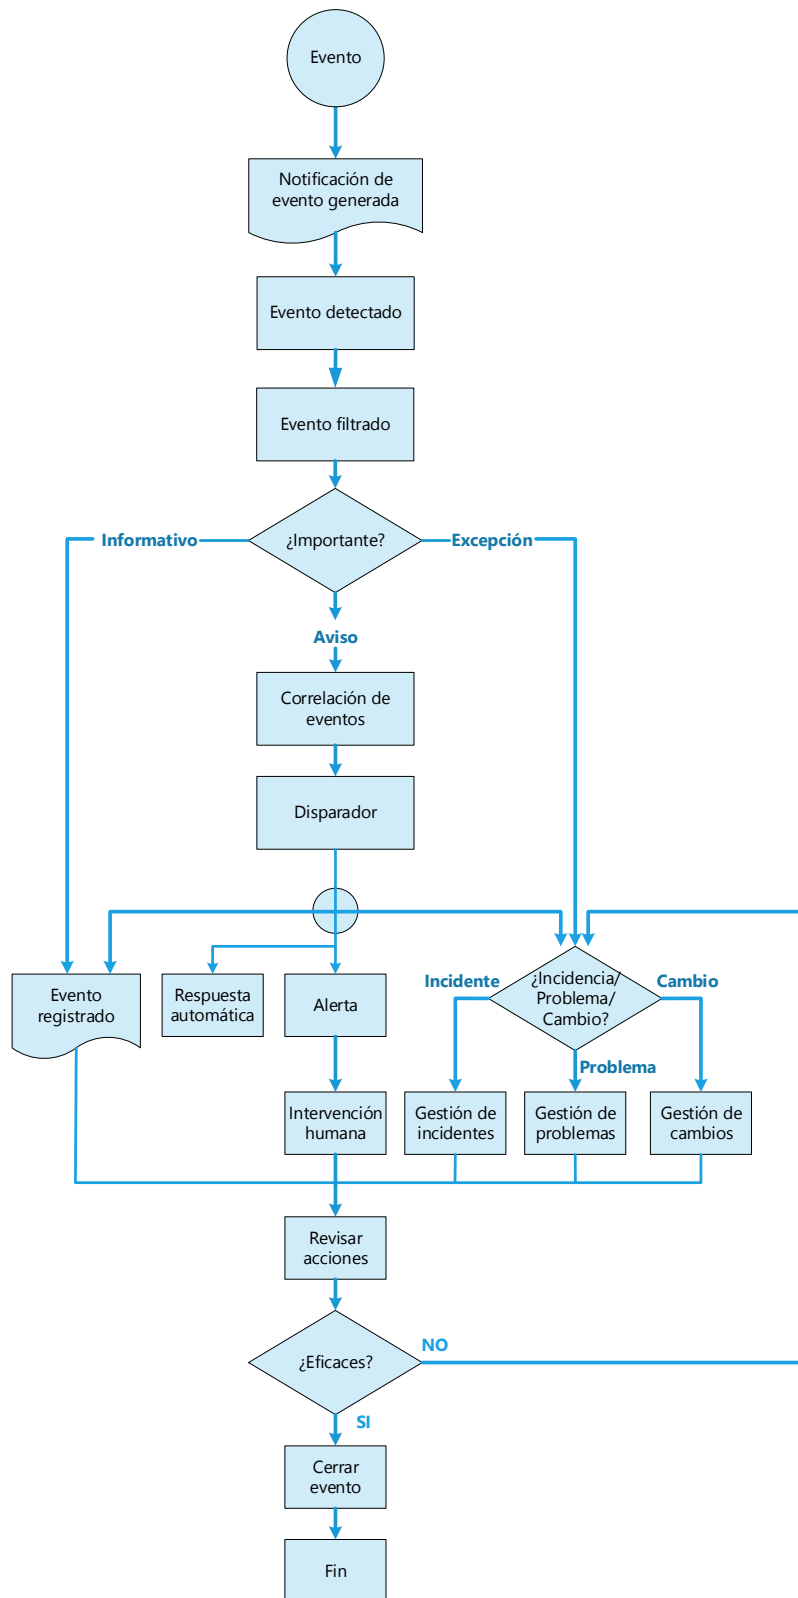 Evento
Notificación de
evento generada
Evento detectado
Evento filtrado
Informativo
¿Importante?
Excepción
Aviso
Correlación de
eventos
Disparador
Evento
registrado
Respuesta
automática
Alerta
Incidente
¿Incidencia/
Problema/
Cambio?
Cambio
Problema
Intervención
humana
Gestión de
incidentes
Gestión de
problemas
Gestión de
cambios
Revisar
acciones
¿Eficaces?
NO
SI
Cerrar
evento
Fin